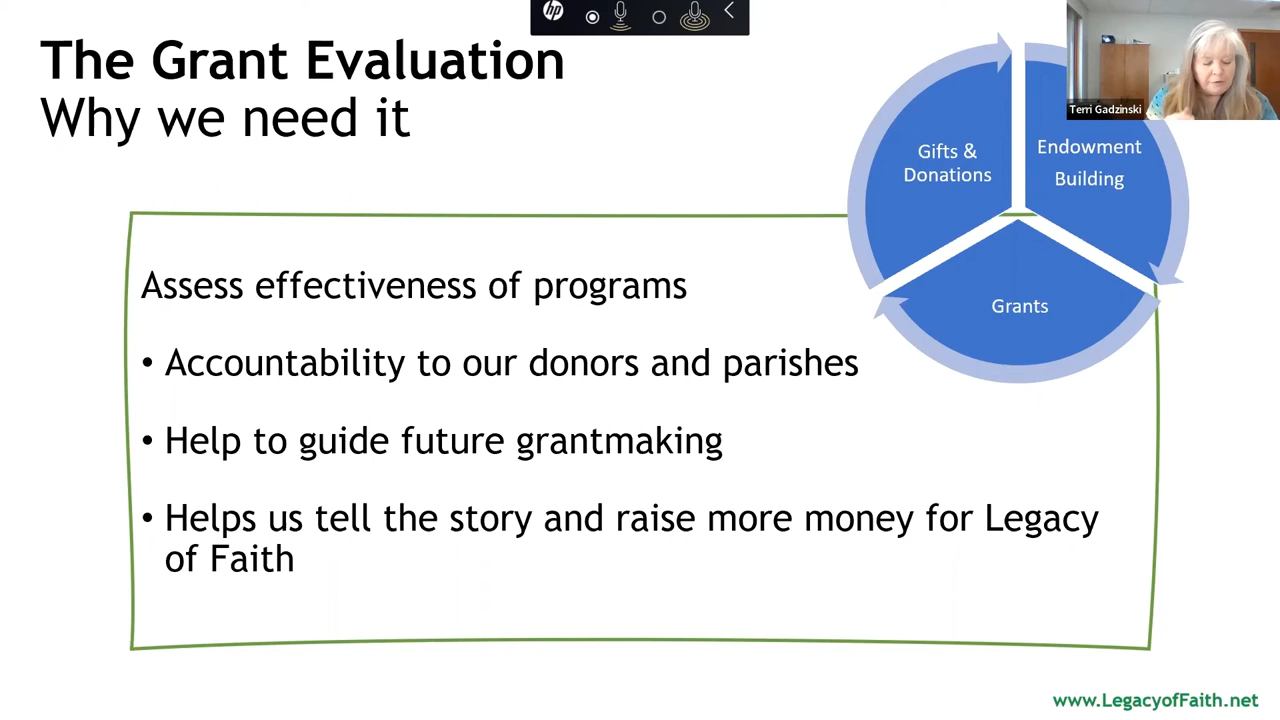 hp
The Grant Evaluation
Why we need it
Terri Gadzinski
Gifts &
Donations
Endowment
Building
Grants
Assess effectiveness of programs
• Accountability to our donors and parishes
• Help to guide future grantmaking
• Helps us tell the story and raise more money for Legacy
of Faith
www.LegacyofFaith.net